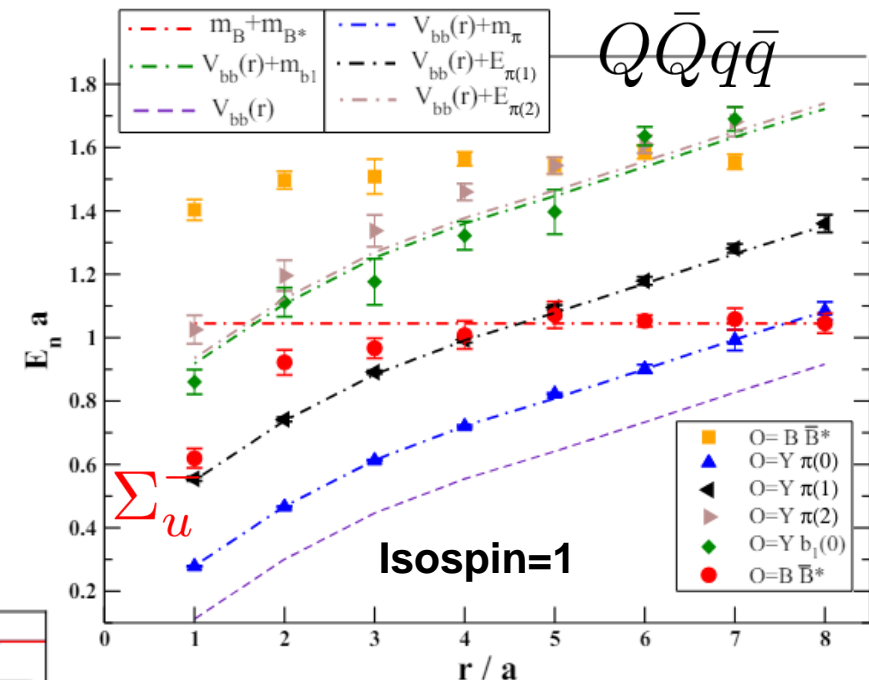 m_B+m_B*
V_bb(r)+m_b1
V_bb(r)
V_bb(r)+m_π
V_bb(r)+E_π(1)
V_bb(r)+E_π(2)
QQ̄qq̄
1.8
1.6
1.4
1.2
1
0.8
0.6
0.4
0.2
E_n a
Σ_u^-
Isospin=1
O= B B̄*
O=Y π(0)
O=Y π(1)
O=Y π(2)
O=Y b_1(0)
O=B B̄*
0 1 2 3 4 5 6 7 8
r / a